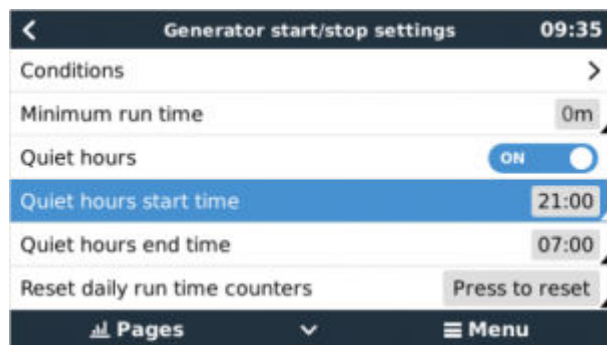 Generator start/stop settings 09:35
Conditions
Minimum run time 0m
Quiet hours ON
Quiet hours start time 21:00
Quiet hours end time 07:00
Reset daily run time counters Press to reset
Pages Menu